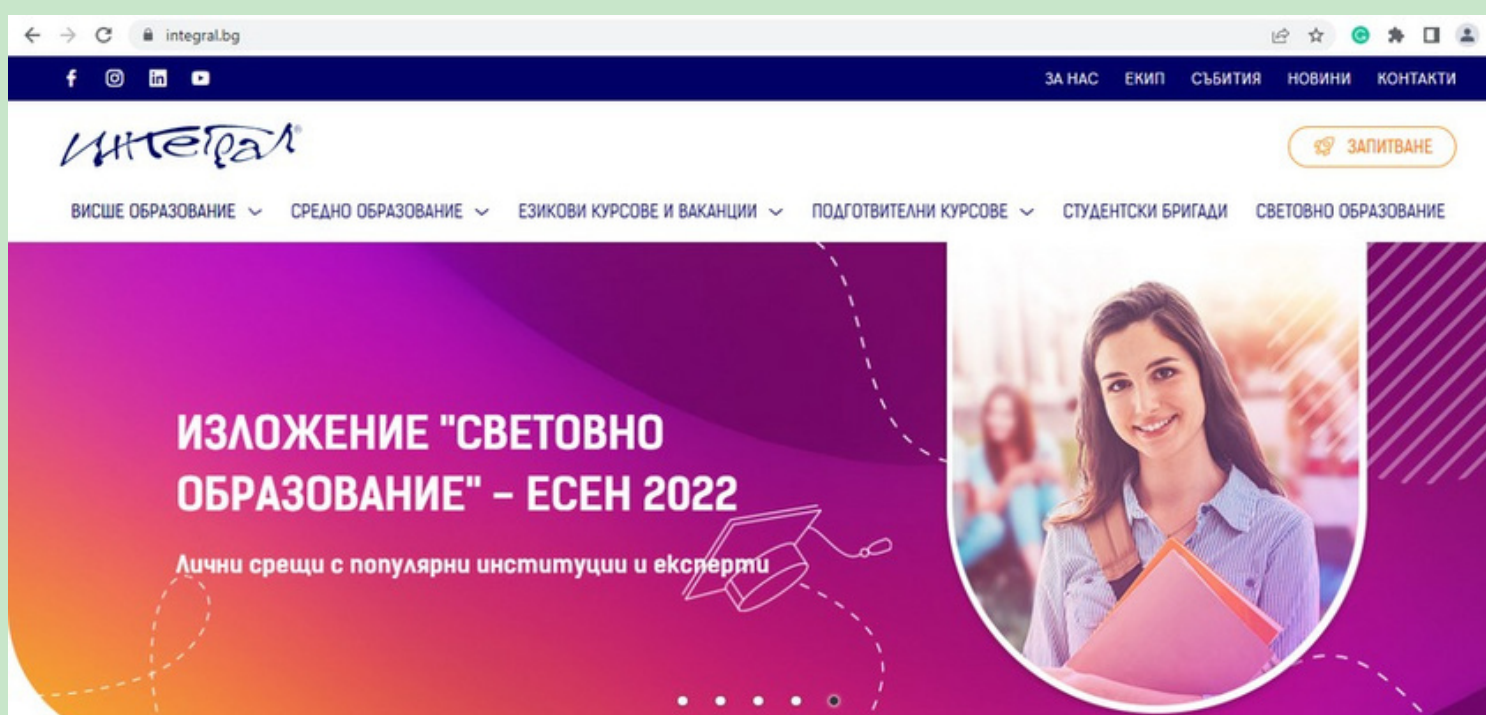 integral.bg
ЗА НАС ЕКИП СЪБИТИЯ НОВИНИ КОНТАКТИ
интеграл®
ЗАПИТВАНЕ
ВИСШЕ ОБРАЗОВАНИЕ СРЕДНО ОБРАЗОВАНИЕ ЕЗИКОВИ КУРСОВЕ И ВАКАНЦИИ ПОДГОТВИТЕЛНИ КУРСОВЕ СТУДЕНТСКИ БРИГАДИ СВЕТОВНО ОБРАЗОВАНИЕ
ИЗЛОЖЕНИЕ "СВЕТОВНО
ОБРАЗОВАНИЕ" – ЕСЕН 2022
Лични срещи с популярни институции и експерти